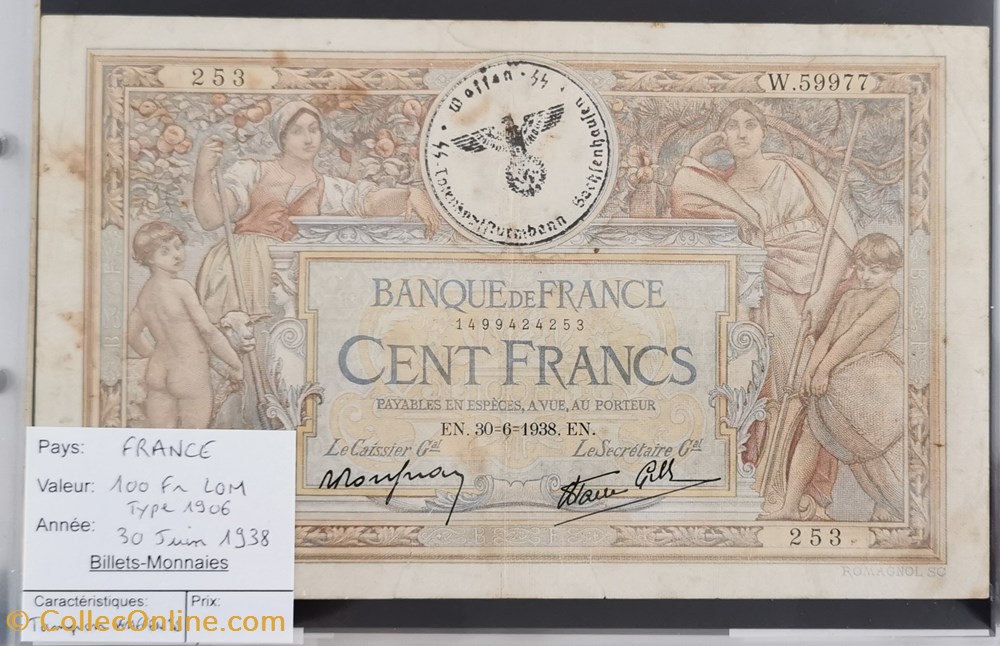 253
W.59977
Waffen-SS
SS-Totenkopfsturmbann Sachsenhausen
BANQUE DE FRANCE
1499424253
CENT FRANCS
PAYABLES EN ESPÈCES, A VUE, AU PORTEUR
EN. 30=6=1938. EN.
Le Caissier Gal
Le Secrétaire Gal
253
ROMAGNOL SC
Pays: FRANCE
Valeur: 100 Fr LOM
Type 1906
Année: 30 Juin 1938
Billets-Monnaies
Caractéristiques:
Prix:
© CollecOnline.com